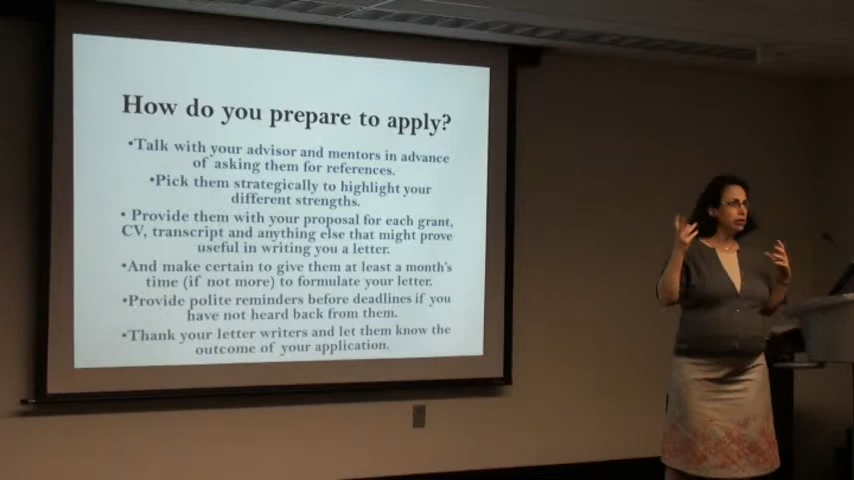 How do you prepare to apply?
•Talk with your advisor and mentors in advance
of asking them for references.
•Pick them strategically to highlight your
different strengths.
• Provide them with your proposal for each grant,
CV, transcript and anything else that might prove
useful in writing you a letter.
•And make certain to give them at least a month's
time (if not more) to formulate your letter.
•Provide polite reminders before deadlines if you
have not heard back from them.
•Thank your letter writers and let them know the
outcome of your application.